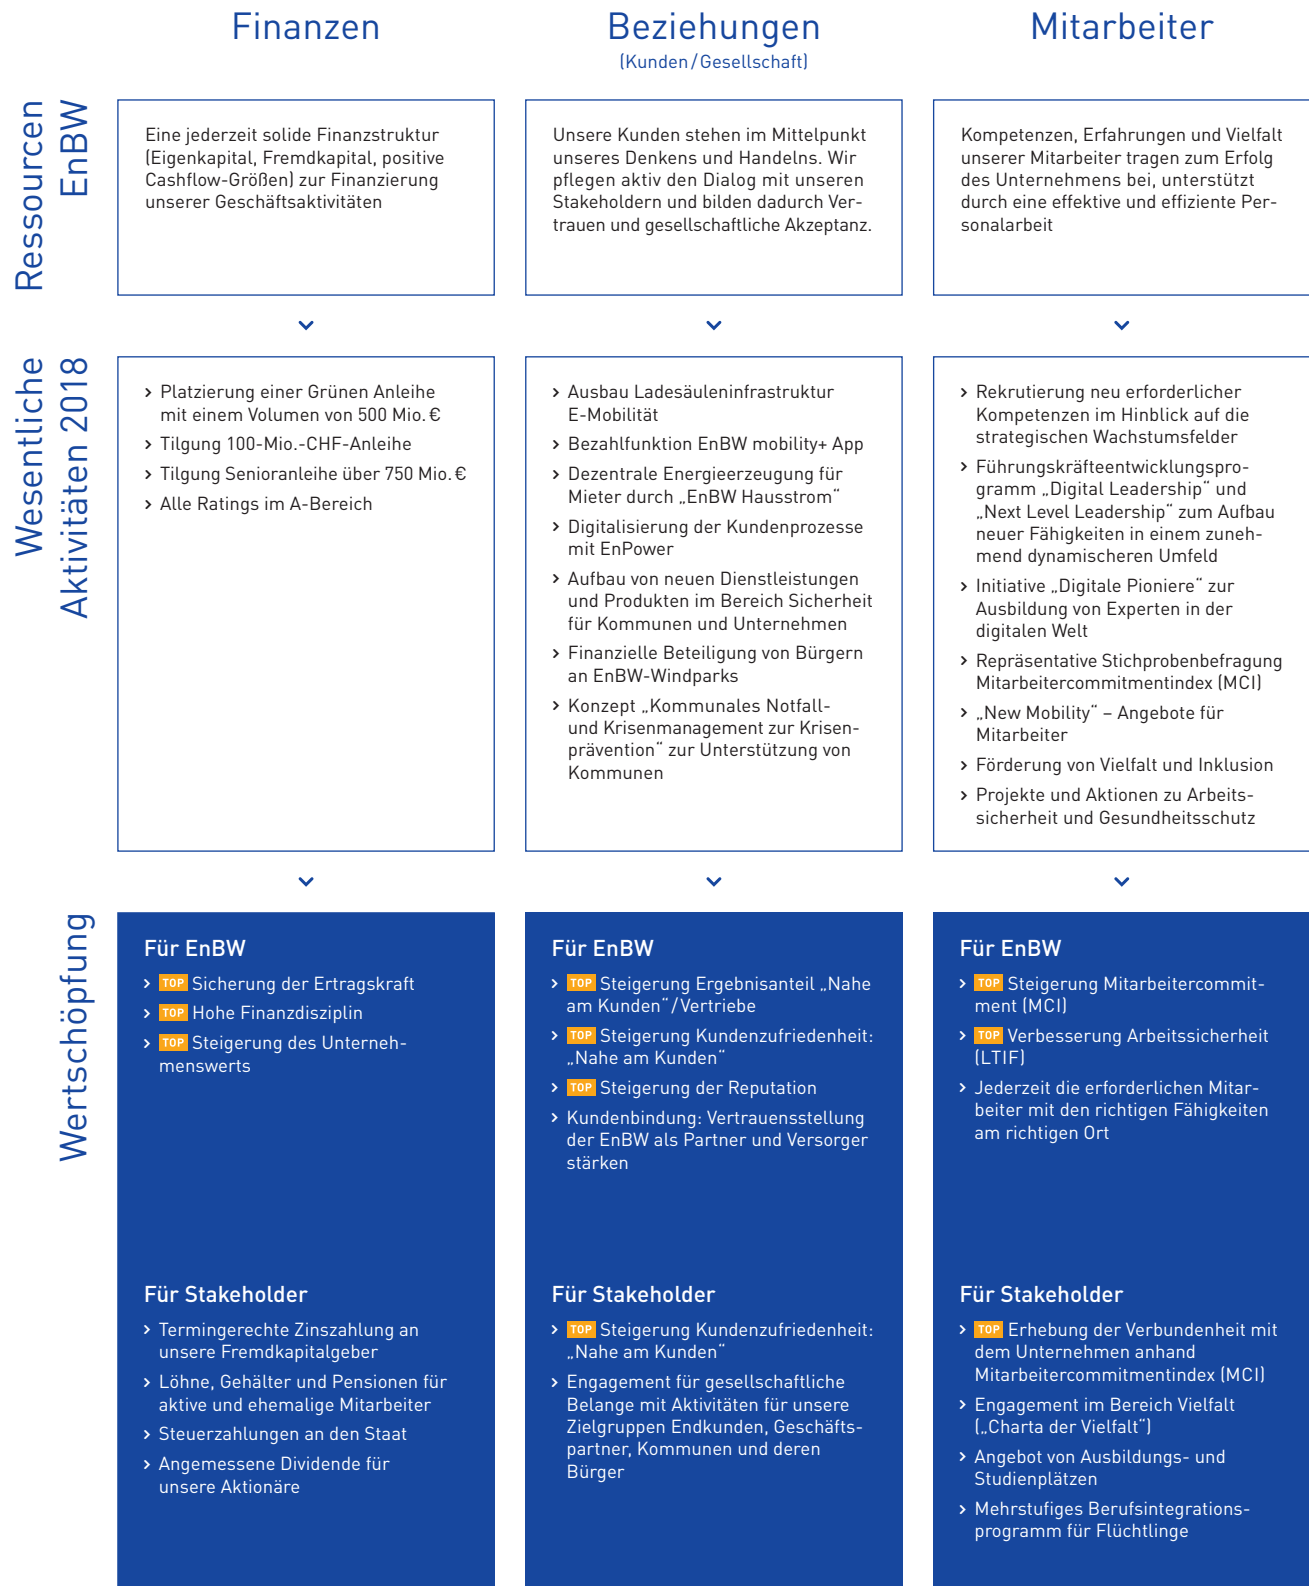 Finanzen
Beziehungen
(Kunden/Gesellschaft)
Mitarbeiter
Ressourcen
EnBW
Eine jederzeit solide Finanzstruktur
(Eigenkapital, Fremdkapital, positive
Cashflow-Größen) zur Finanzierung
unserer Geschäftsaktivitäten
Unsere Kunden stehen im Mittelpunkt
unseres Denkens und Handelns. Wir
pflegen aktiv den Dialog mit unseren
Stakeholdern und bilden dadurch Ver-
trauen und gesellschaftliche Akzeptanz.
Kompetenzen, Erfahrungen und Vielfalt
unserer Mitarbeiter tragen zum Erfolg
des Unternehmens bei, unterstützt
durch eine effektive und effiziente Per-
sonalarbeit
Wesentliche
Aktivitäten 2018
› Platzierung einer Grünen Anleihe
mit einem Volumen von 500 Mio. €
› Tilgung 100-Mio.-CHF-Anleihe
› Tilgung Senioranleihe über 750 Mio. €
› Alle Ratings im A-Bereich
› Ausbau Ladesäuleninfrastruktur
E-Mobilität
› Bezahlfunktion EnBW mobility+ App
› Dezentrale Energieerzeugung für
Mieter durch „EnBW Hausstrom“
› Digitalisierung der Kundenprozesse
mit EnPower
› Aufbau von neuen Dienstleistungen
und Produkten im Bereich Sicherheit
für Kommunen und Unternehmen
› Finanzielle Beteiligung von Bürgern
an EnBW-Windparks
› Konzept „Kommunales Notfall-
und Krisenmanagement zur Krisen-
prävention“ zur Unterstützung von
Kommunen
› Rekrutierung neu erforderlicher
Kompetenzen im Hinblick auf die
strategischen Wachstumsfelder
› Führungskräfteentwicklungspro-
gramm „Digital Leadership“ und
„Next Level Leadership“ zum Aufbau
neuer Fähigkeiten in einem zuneh-
mend dynamischeren Umfeld
› Initiative „Digitale Pioniere“ zur
Ausbildung von Experten in der
digitalen Welt
› Repräsentative Stichprobenbefragung
Mitarbeitercommitmentindex (MCI)
› „New Mobility“ – Angebote für
Mitarbeiter
› Förderung von Vielfalt und Inklusion
› Projekte und Aktionen zu Arbeits-
sicherheit und Gesundheitsschutz
Wertschöpfung
Für EnBW
› TOP Sicherung der Ertragskraft
› TOP Hohe Finanzdisziplin
› TOP Steigerung des Unterneh-
menswerts
Für Stakeholder
› Termingerechte Zinszahlung an
unsere Fremdkapitalgeber
› Löhne, Gehälter und Pensionen für
aktive und ehemalige Mitarbeiter
› Steuerzahlungen an den Staat
› Angemessene Dividende für
unsere Aktionäre
Für EnBW
› TOP Steigerung Ergebnisanteil „Nahe
am Kunden“/Vertriebe
› TOP Steigerung Kundenzufriedenheit:
„Nahe am Kunden“
› TOP Steigerung der Reputation
› Kundenbindung: Vertrauensstellung
der EnBW als Partner und Versorger
stärken
Für Stakeholder
› TOP Steigerung Kundenzufriedenheit:
„Nahe am Kunden“
› Engagement für gesellschaftliche
Belange mit Aktivitäten für unsere
Zielgruppen Endkunden, Geschäfts-
partner, Kommunen und deren
Bürger
Für EnBW
› TOP Steigerung Mitarbeitercommit-
ment (MCI)
› TOP Verbesserung Arbeitssicherheit
(LTIF)
› Jederzeit die erforderlichen Mitar-
beiter mit den richtigen Fähigkeiten
am richtigen Ort
Für Stakeholder
› TOP Erhebung der Verbundenheit mit
dem Unternehmen anhand
Mitarbeitercommitmentindex (MCI)
› Engagement im Bereich Vielfalt
(„Charta der Vielfalt“)
› Angebot von Ausbildungs- und
Studienplätzen
› Mehrstufiges Berufsintegrations-
programm für Flüchtlinge